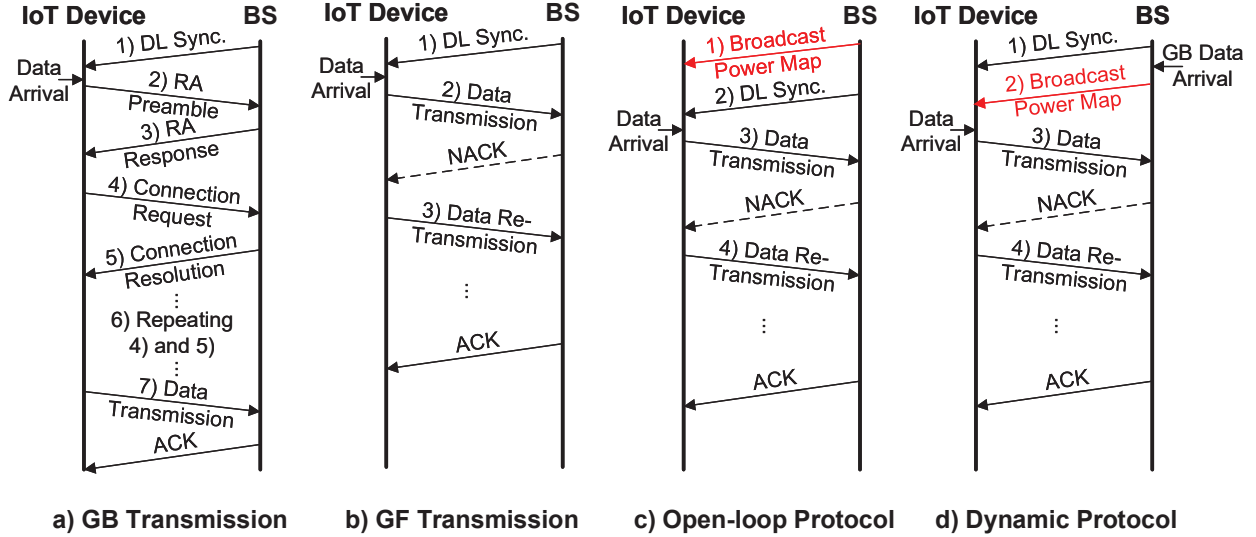 IoT Device BS
1) DL Sync.
Data
Arrival
2) RA
Preamble
3) RA
Response
4) Connection
Request
5) Connection
Resolution
...
6) Repeating
4) and 5)
...
7) Data
Transmission
ACK
a) GB Transmission
IoT Device BS
1) DL Sync.
Data
Arrival
2) Data
Transmission
NACK
3) Data Re-
Transmission
...
ACK
b) GF Transmission
IoT Device BS
1) Broadcast
Power Map
2) DL Sync.
Data
Arrival
3) Data
Transmission
NACK
4) Data Re-
Transmission
...
ACK
c) Open-loop Protocol
IoT Device BS
1) DL Sync.
GB Data
Arrival
2) Broadcast
Power Map
Data
Arrival
3) Data
Transmission
NACK
4) Data Re-
Transmission
...
ACK
d) Dynamic Protocol